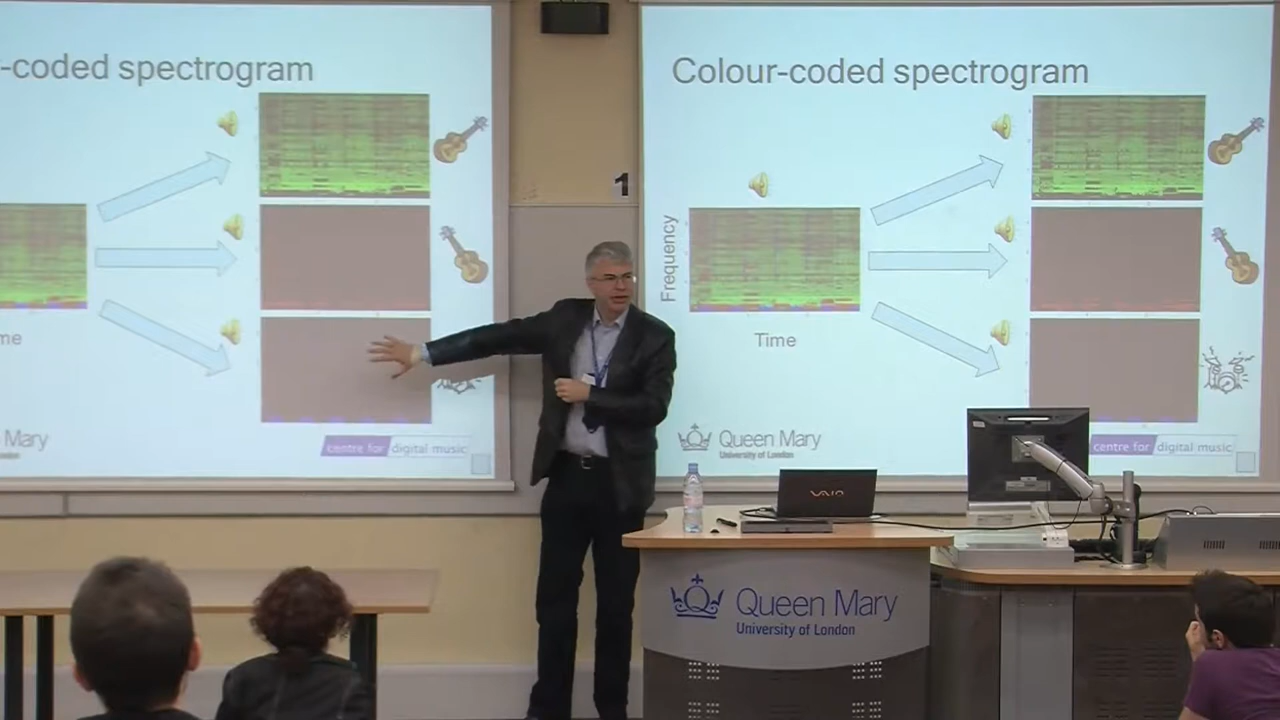 -coded spectrogram
me
Mary
ndon
centre for digital music
1
Colour-coded spectrogram
Frequency
Time
Queen Mary
University of London
centre for digital music
VAIO
Queen Mary
University of London